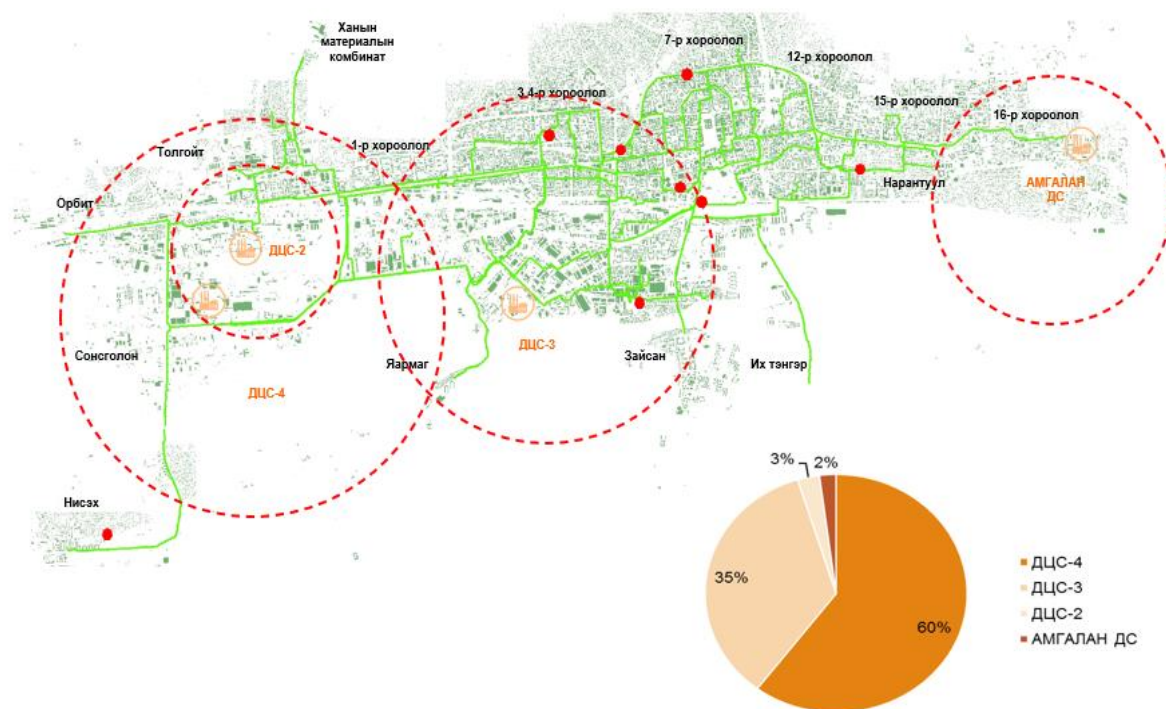 Ханын
материалын
комбинат
7-р хороолол
12-р хороолол
3,4-р хороолол
15-р хороолол
16-р хороолол
Толгойт
1-р хороолол
Орбит
Нарантуул
АМГАЛАН
ДС
ДЦС-2
Сонсголон
ДЦС-3
Яармаг
Зайсан
Их тэнгэр
ДЦС-4
Нисэх
3%
2%
35%
60%
ДЦС-4
ДЦС-3
ДЦС-2
АМГАЛАН ДС